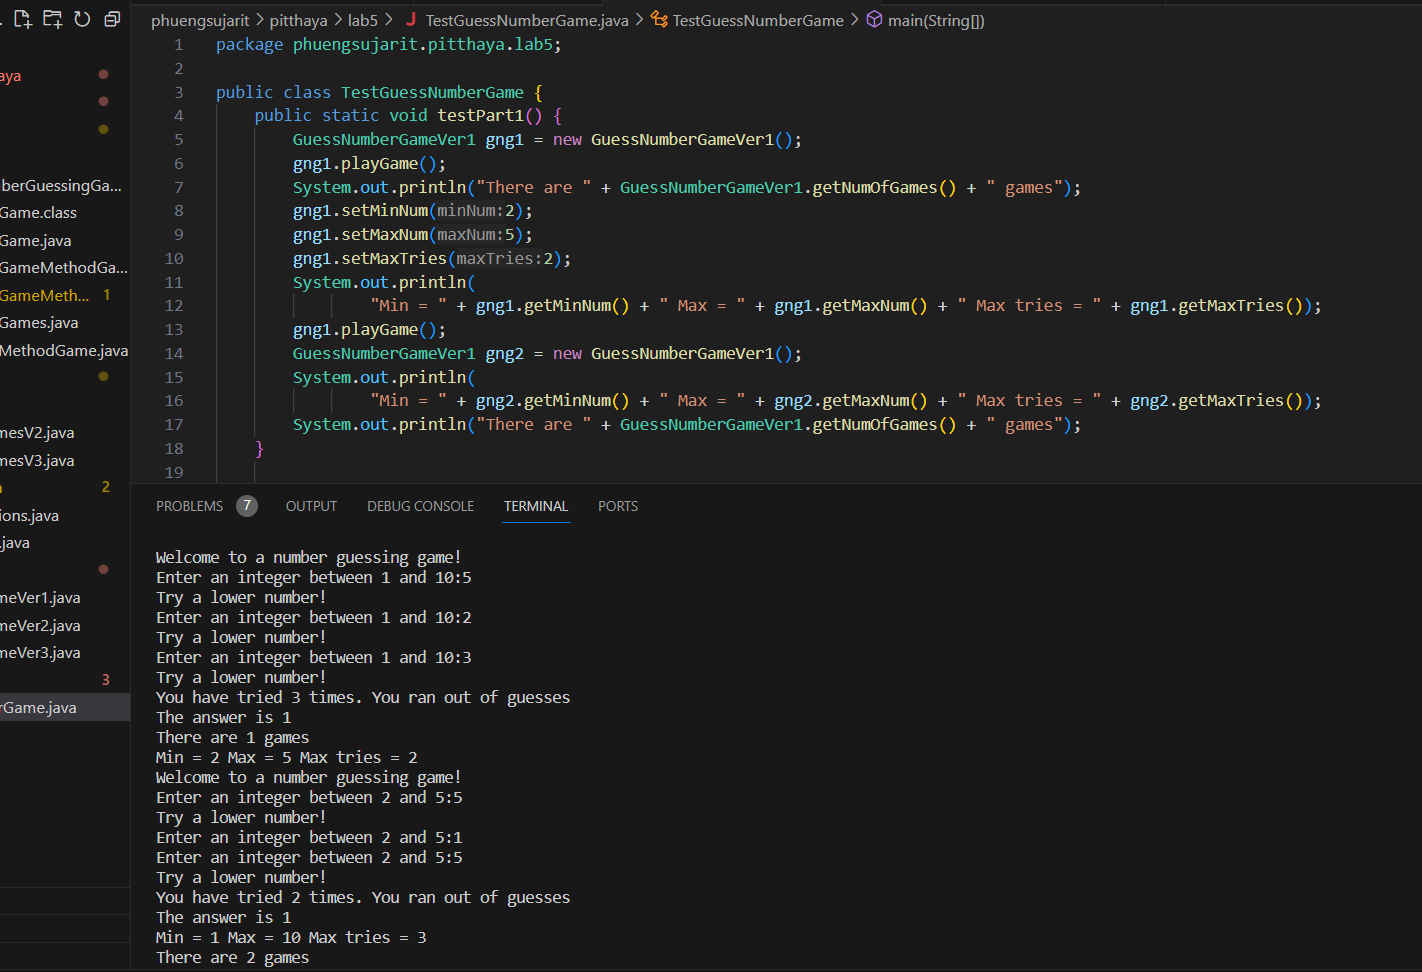 phuengsujarit > pitthaya > lab5 > J TestGuessNumberGame.java > TestGuessNumberGame > main(String[])
aya
mberGuessingGa...
Game.class
Game.java
GameMethodGa...
GameMeth... 1
Games.java
MethodGame.java
mesV2.java
mesV3.java
2
ions.java
.java
meVer1.java
meVer2.java
meVer3.java
3
rGame.java
1 package phuengsujarit.pitthaya.lab5;
2
3 public class TestGuessNumberGame {
4 public static void testPart1() {
5 GuessNumberGameVer1 gng1 = new GuessNumberGameVer1();
6 gng1.playGame();
7 System.out.println("There are " + GuessNumberGameVer1.getNumOfGames() + " games");
8 gng1.setMinNum(minNum:2);
9 gng1.setMaxNum(maxNum:5);
10 gng1.setMaxTries(maxTries:2);
11 System.out.println(
12 "Min = " + gng1.getMinNum() + " Max = " + gng1.getMaxNum() + " Max tries = " + gng1.getMaxTries());
13 gng1.playGame();
14 GuessNumberGameVer1 gng2 = new GuessNumberGameVer1();
15 System.out.println(
16 "Min = " + gng2.getMinNum() + " Max = " + gng2.getMaxNum() + " Max tries = " + gng2.getMaxTries());
17 System.out.println("There are " + GuessNumberGameVer1.getNumOfGames() + " games");
18 }
19
PROBLEMS 7 OUTPUT DEBUG CONSOLE TERMINAL PORTS
Welcome to a number guessing game!
Enter an integer between 1 and 10:5
Try a lower number!
Enter an integer between 1 and 10:2
Try a lower number!
Enter an integer between 1 and 10:3
Try a lower number!
You have tried 3 times. You ran out of guesses
The answer is 1
There are 1 games
Min = 2 Max = 5 Max tries = 2
Welcome to a number guessing game!
Enter an integer between 2 and 5:5
Try a lower number!
Enter an integer between 2 and 5:1
Enter an integer between 2 and 5:5
Try a lower number!
You have tried 2 times. You ran out of guesses
The answer is 1
Min = 1 Max = 10 Max tries = 3
There are 2 games